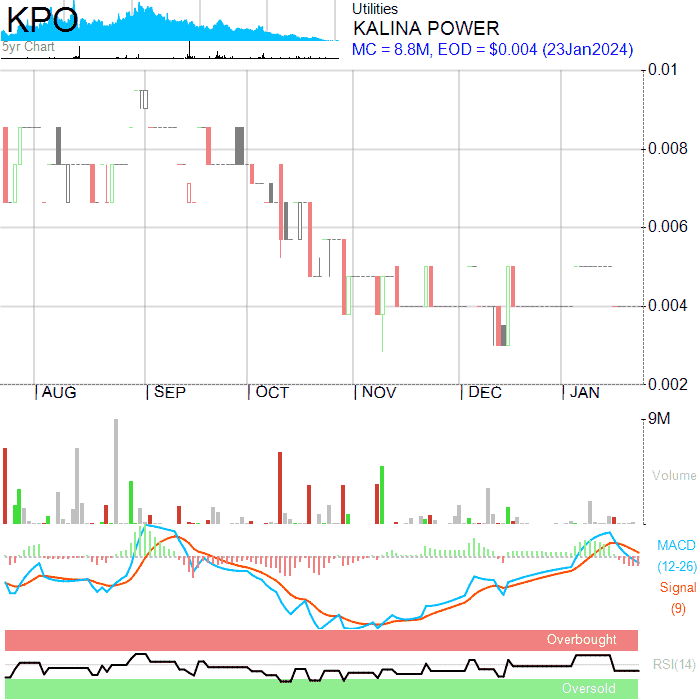 KPO
5yr Chart
Utilities
KALINA POWER
MC = 8.8M, EOD = $0.004 (23Jan2024)
0.01
0.008
0.006
0.004
0.002
AUG
SEP
OCT
NOV
DEC
JAN
9M
Volume
MACD
(12-26)
Signal
(9)
Overbought
RSI(14)
Oversold